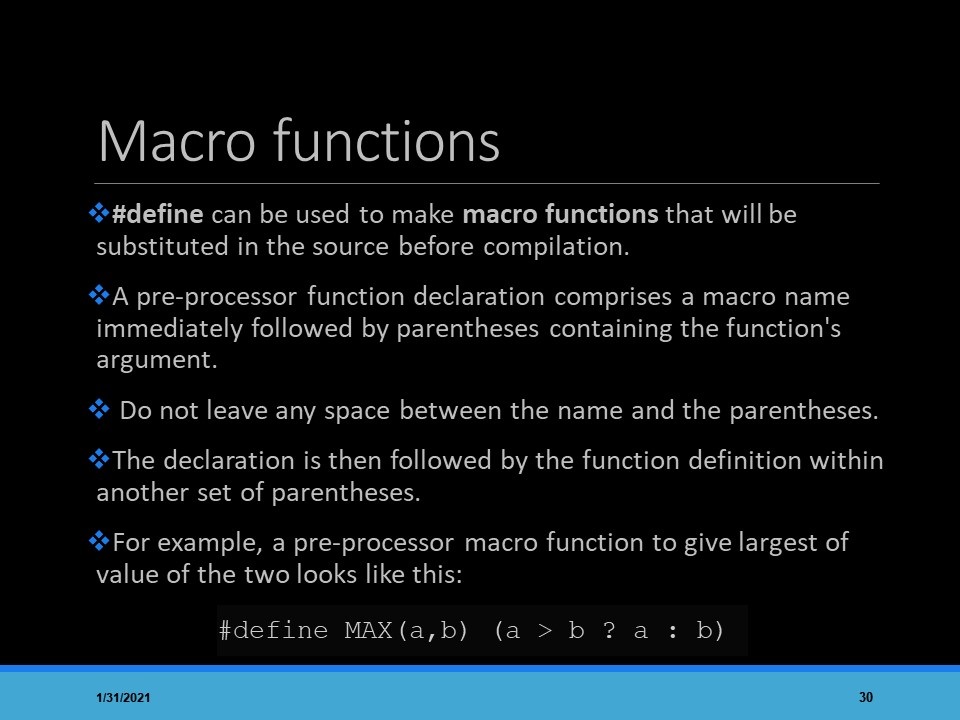 Macro functions
❖#define can be used to make macro functions that will be
substituted in the source before compilation.
❖A pre-processor function declaration comprises a macro name
immediately followed by parentheses containing the function's
argument.
❖ Do not leave any space between the name and the parentheses.
❖The declaration is then followed by the function definition within
another set of parentheses.
❖For example, a pre-processor macro function to give largest of
value of the two looks like this:
#define MAX(a,b) (a > b ? a : b)
1/31/2021
30